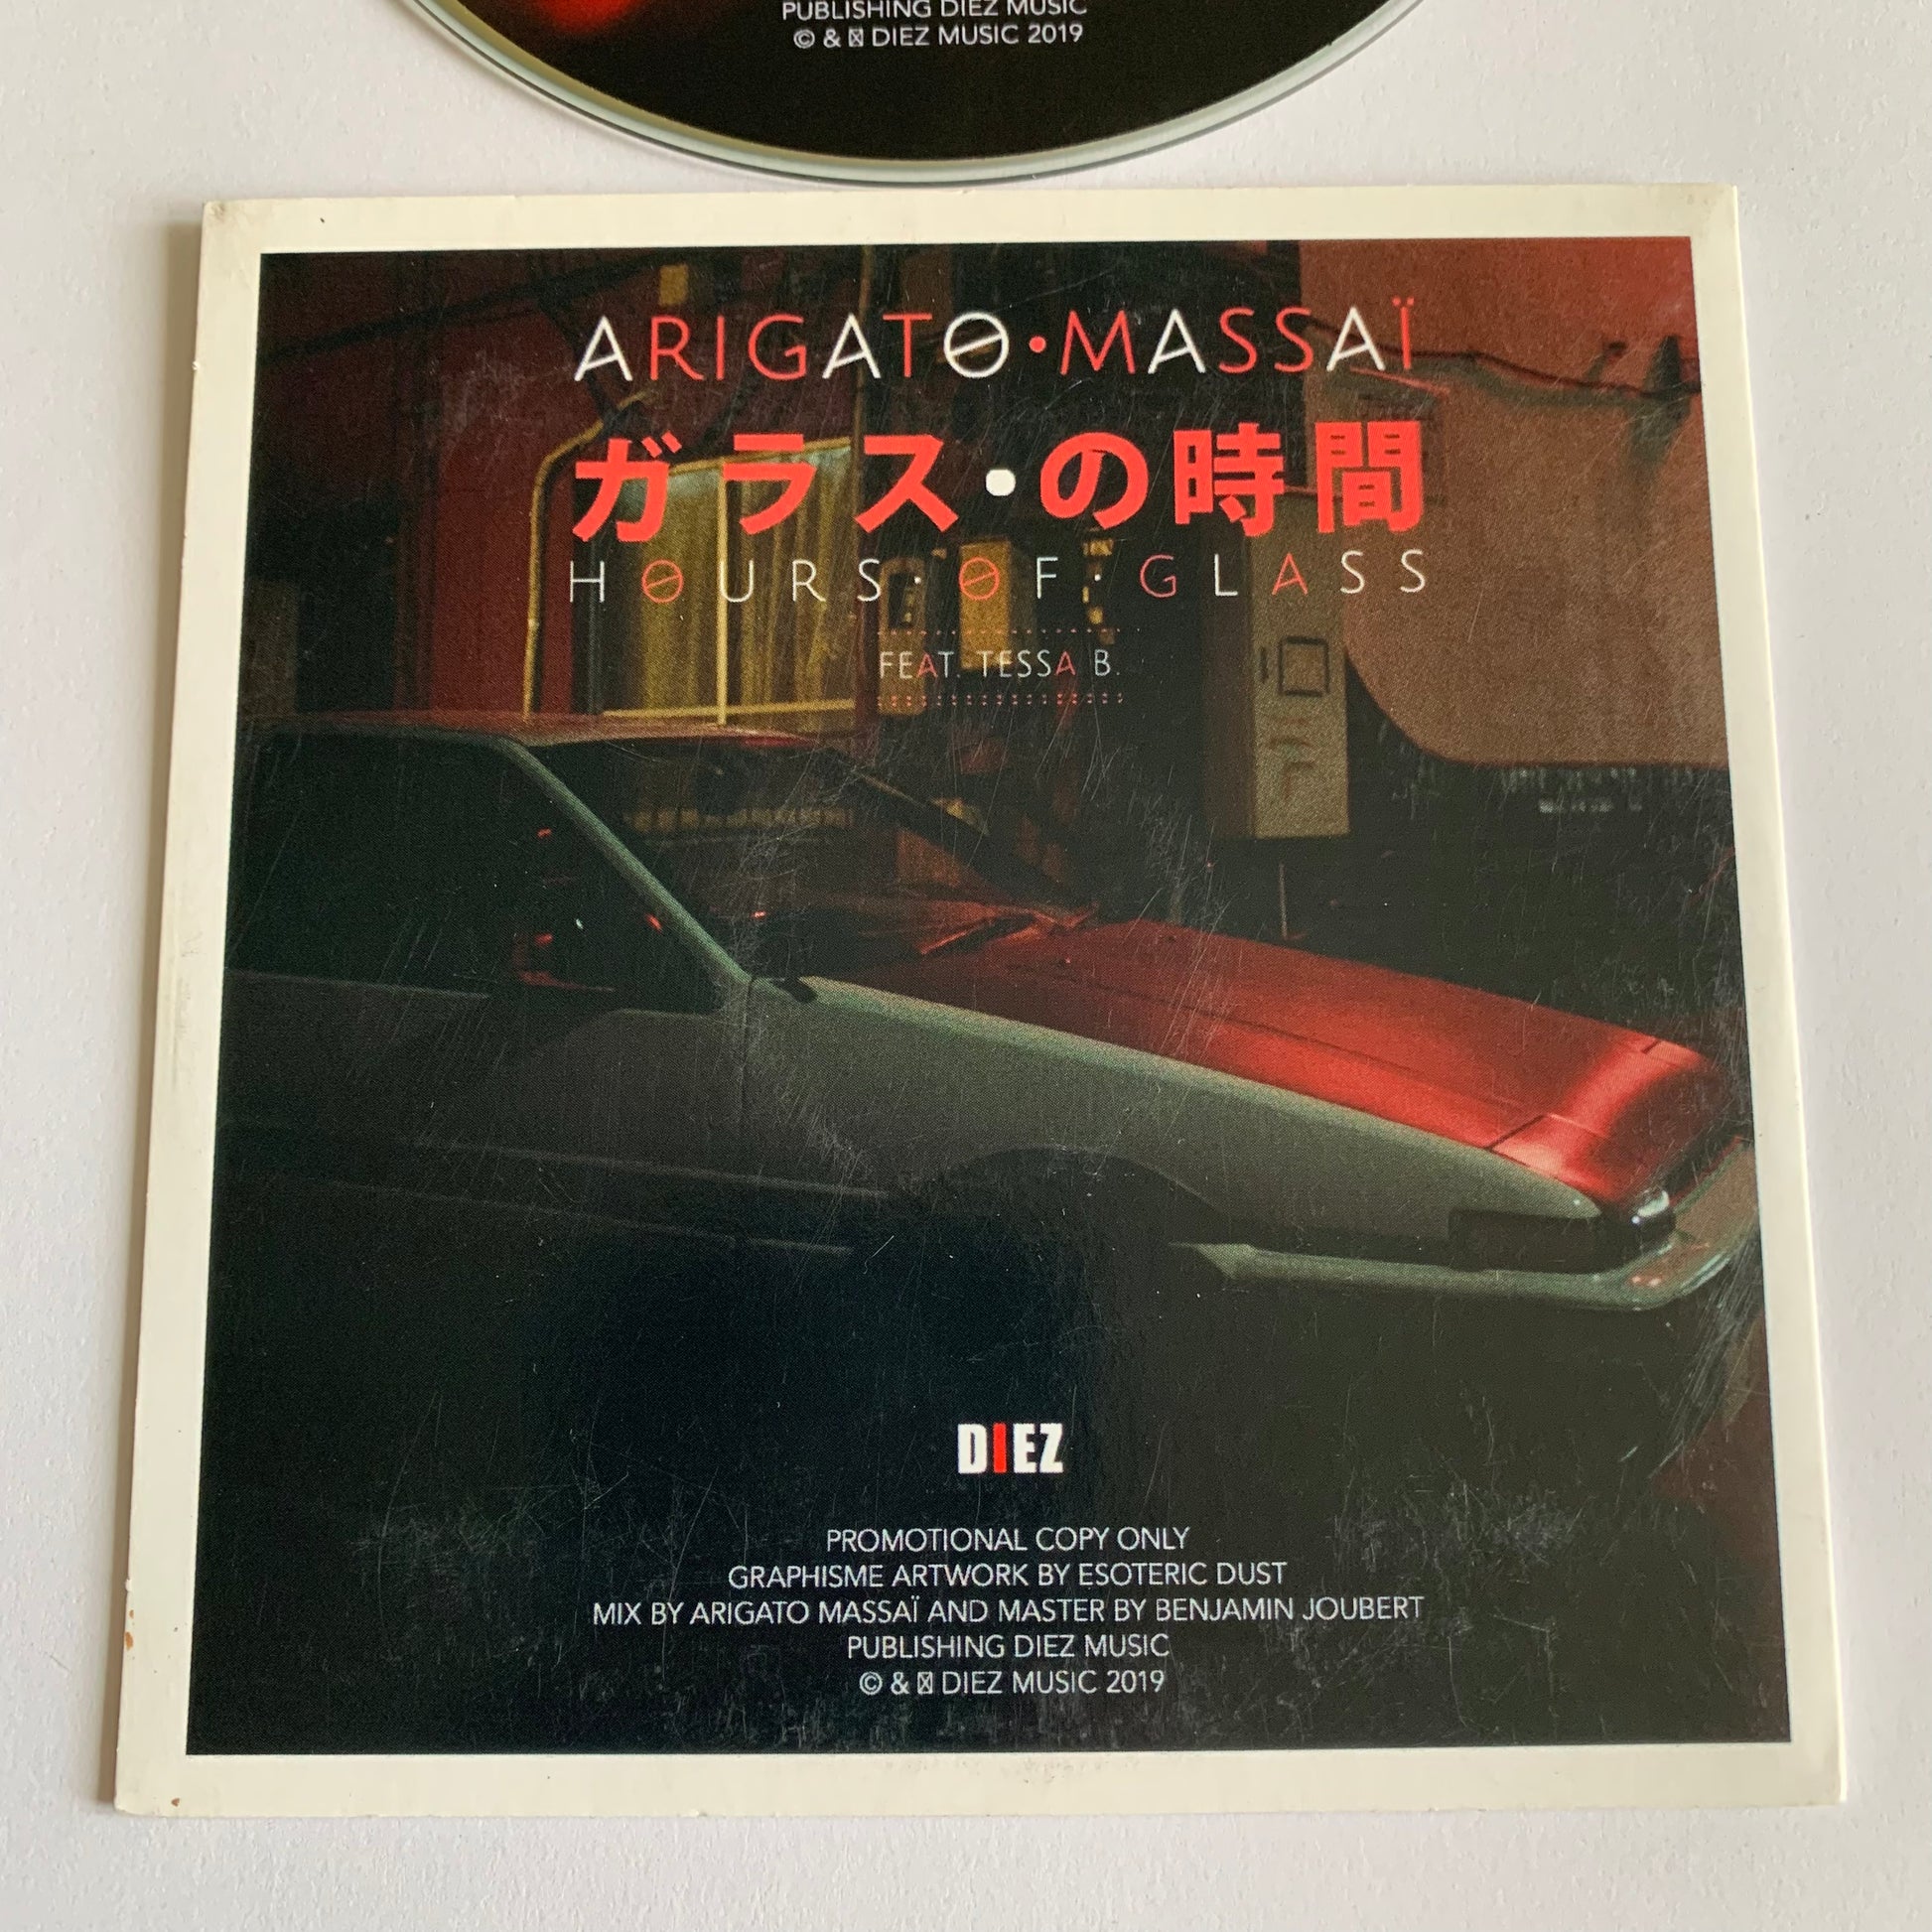 PUBLISHING DIEZ MUSIC
© & ☒ DIEZ MUSIC 2019
ARIGATO•MASSAÏ
ガラス•の時間
HOURS·OF·GLASS
FEAT. TESSA B.
DIEZ
PROMOTIONAL COPY ONLY
GRAPHISME ARTWORK BY ESOTERIC DUST
MIX BY ARIGATO MASSAÏ AND MASTER BY BENJAMIN JOUBERT
PUBLISHING DIEZ MUSIC
© & ☒ DIEZ MUSIC 2019